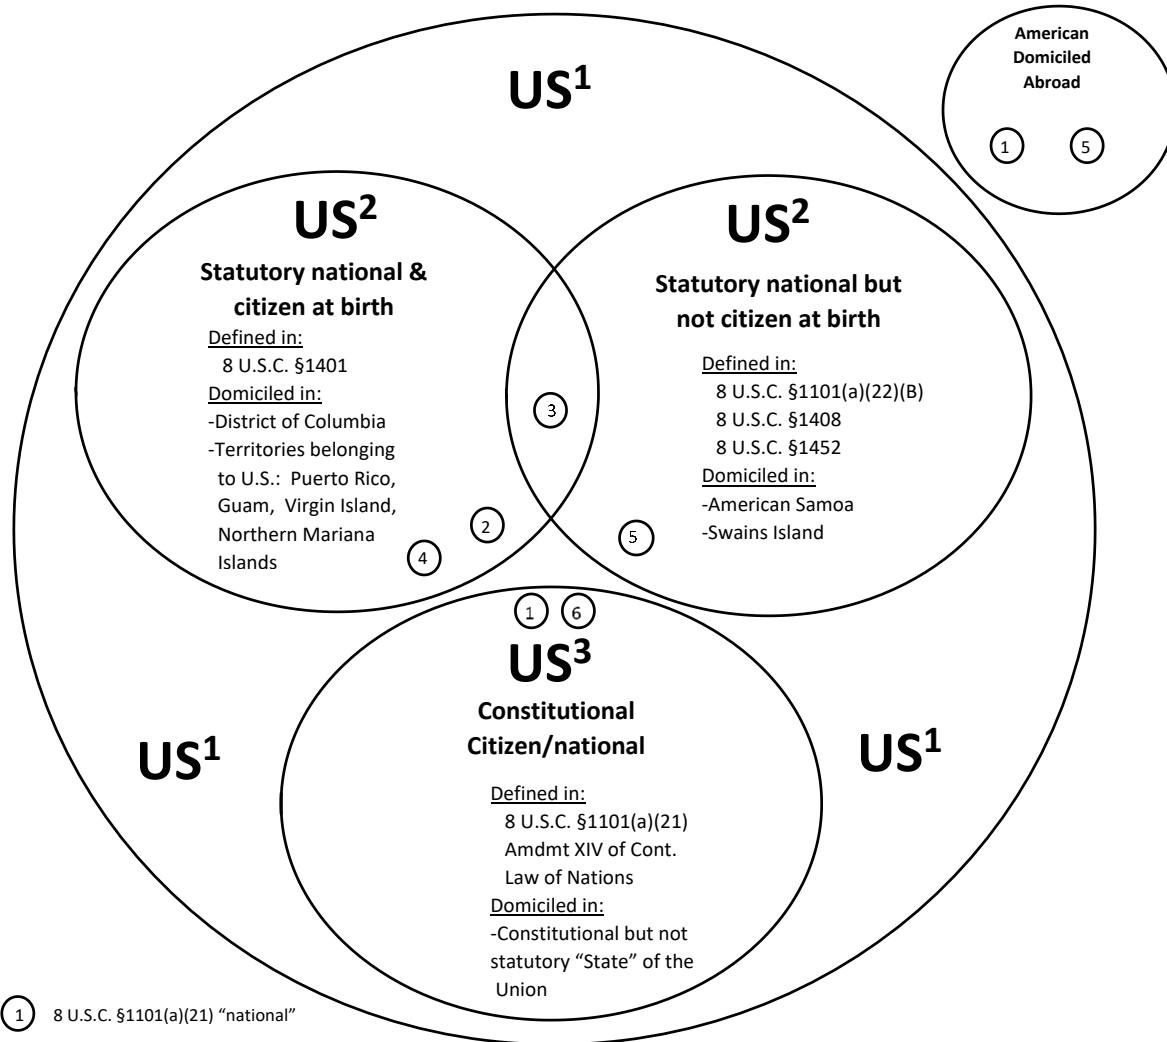 US¹
American
Domiciled
Abroad
1 5
US²
Statutory national &
citizen at birth
Defined in:
8 U.S.C. §1401
Domiciled in:
-District of Columbia
-Territories belonging
to U.S.: Puerto Rico,
Guam, Virgin Island,
Northern Mariana
Islands
4
2
3
US²
Statutory national but
not citizen at birth
Defined in:
8 U.S.C. §1101(a)(22)(B)
8 U.S.C. §1408
8 U.S.C. §1452
Domiciled in:
-American Samoa
-Swains Island
5
1 6
US³
Constitutional
Citizen/national
Defined in:
8 U.S.C. §1101(a)(21)
Amdmt XIV of Cont.
Law of Nations
Domiciled in:
-Constitutional but not
statutory “State” of the
Union
US¹
US¹
1 8 U.S.C. §1101(a)(21) “national”